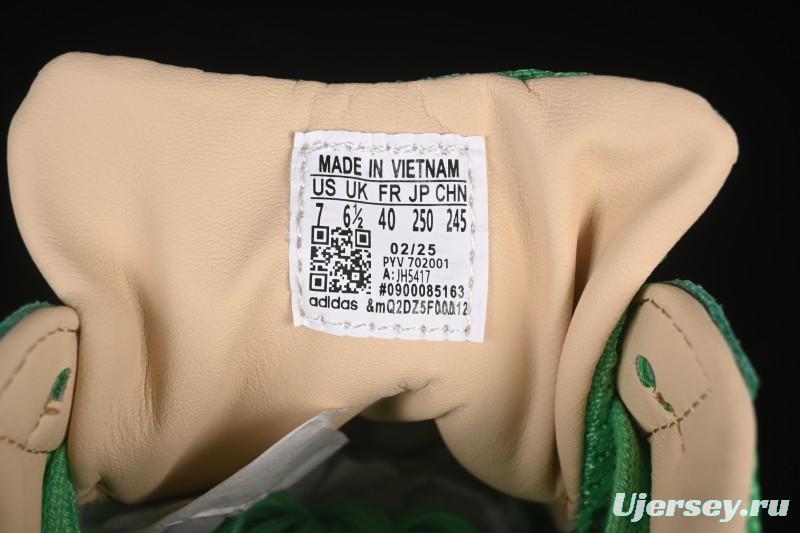 MADE IN VIETNAM
US UK FR JP CHN
7 6½ 40 250 245
02/25
PYV 702001
A:JH5417
#0900085163
adidas &mQ2DZ5F00012
Ujersey.ru